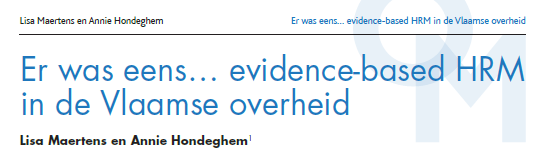 Lisa Maertens en Annie Hondeghem Er was eens... evidence-based HRM in de Vlaamse overheid
Er was eens... evidence-based HRM
in de Vlaamse overheid
Lisa Maertens en Annie Hondeghem¹